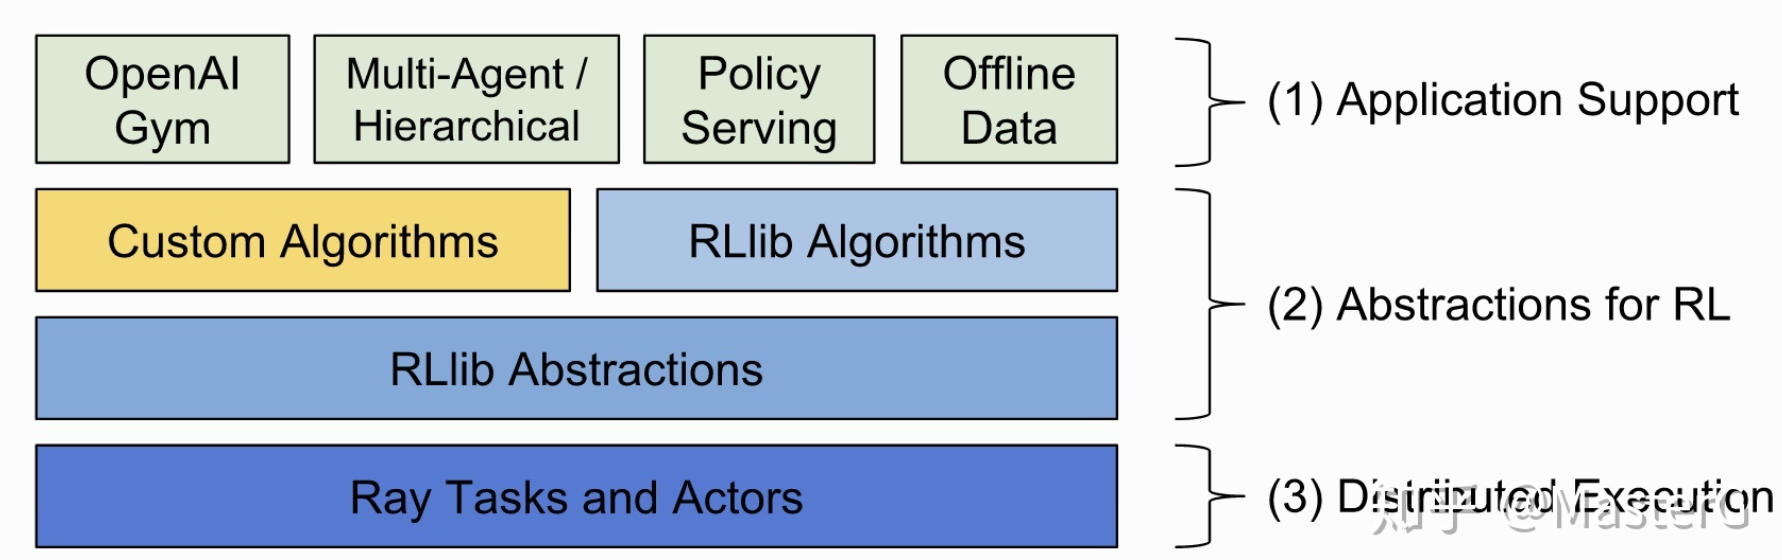 OpenAI
Gym
Multi-Agent /
Hierarchical
Policy
Serving
Offline
Data
(1) Application Support
Custom Algorithms
RLlib Algorithms
(2) Abstractions for RL
RLlib Abstractions
Ray Tasks and Actors
(3) Distributed Execution
知乎 @MasterG